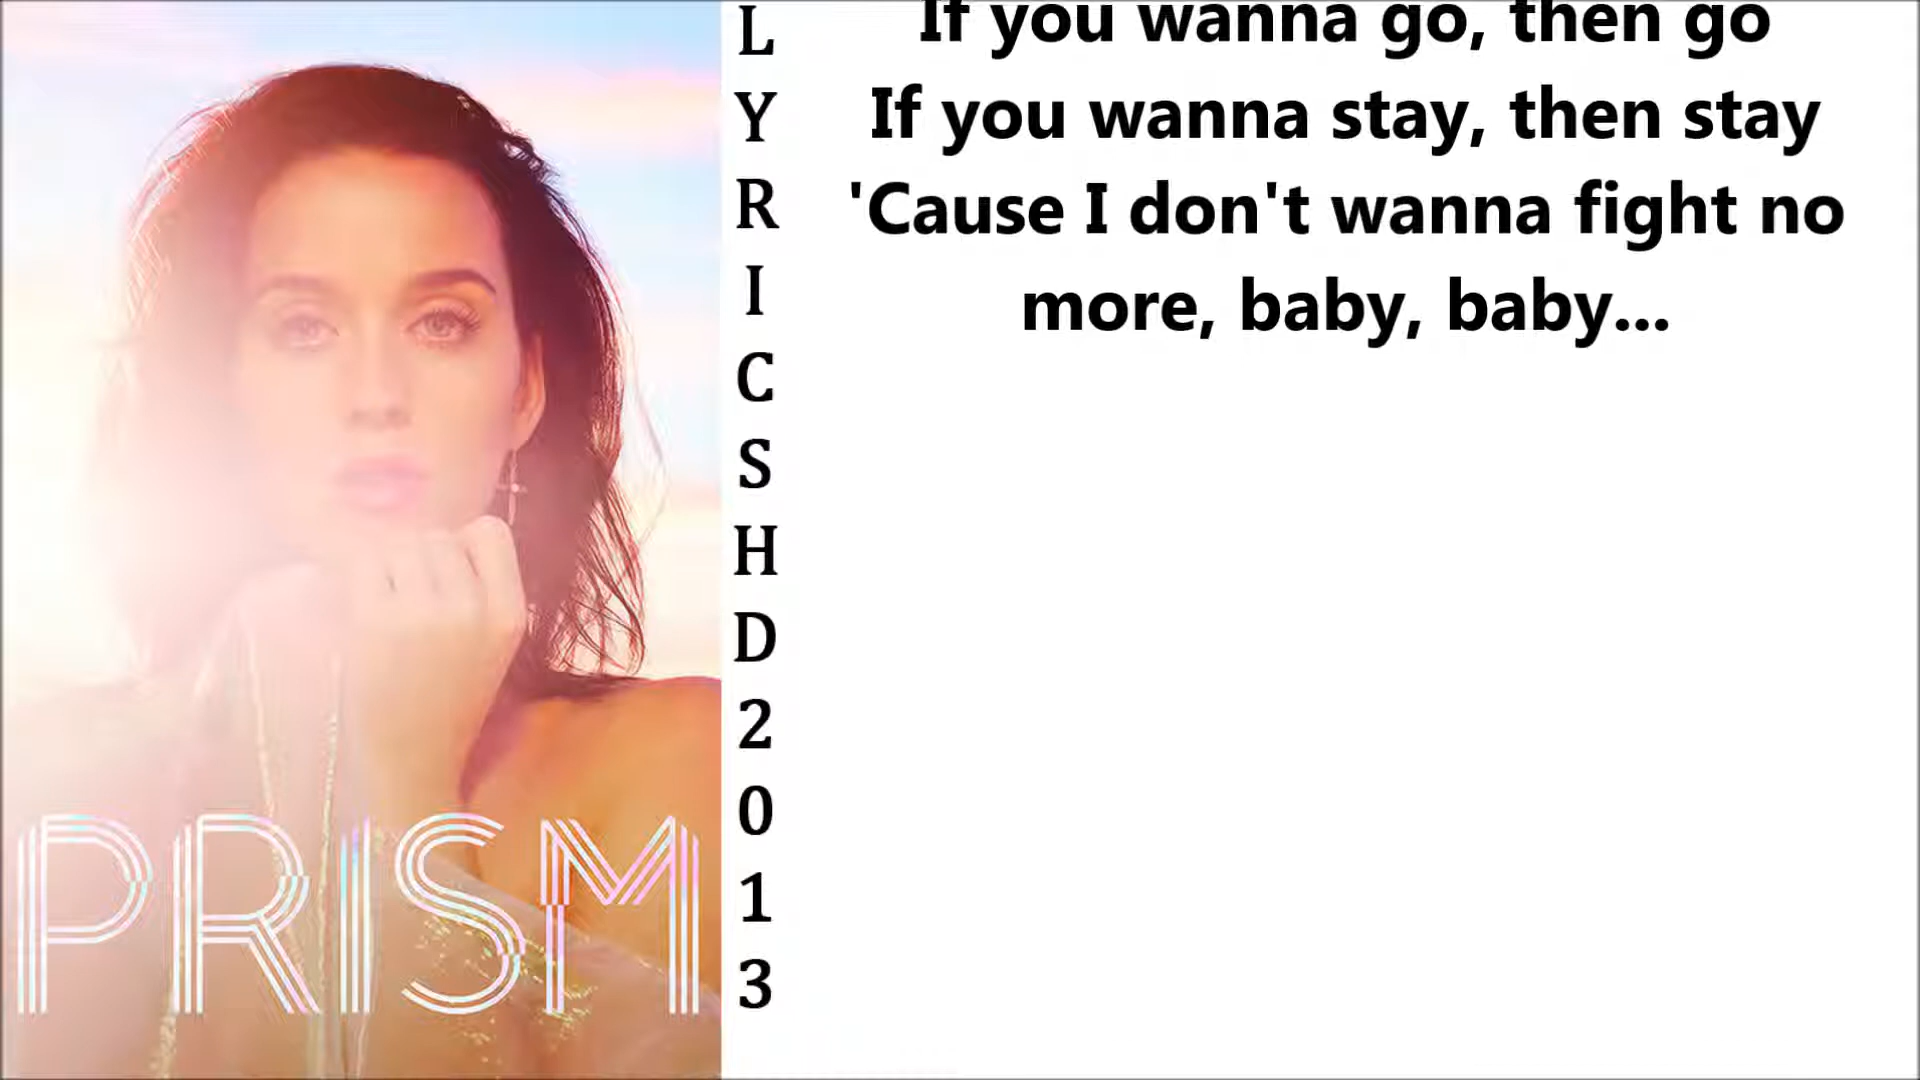 PRISM
L
Y
R
I
C
S
H
D
2
0
1
3
If you wanna go, then go
If you wanna stay, then stay
'Cause I don't wanna fight no
more, baby, baby...